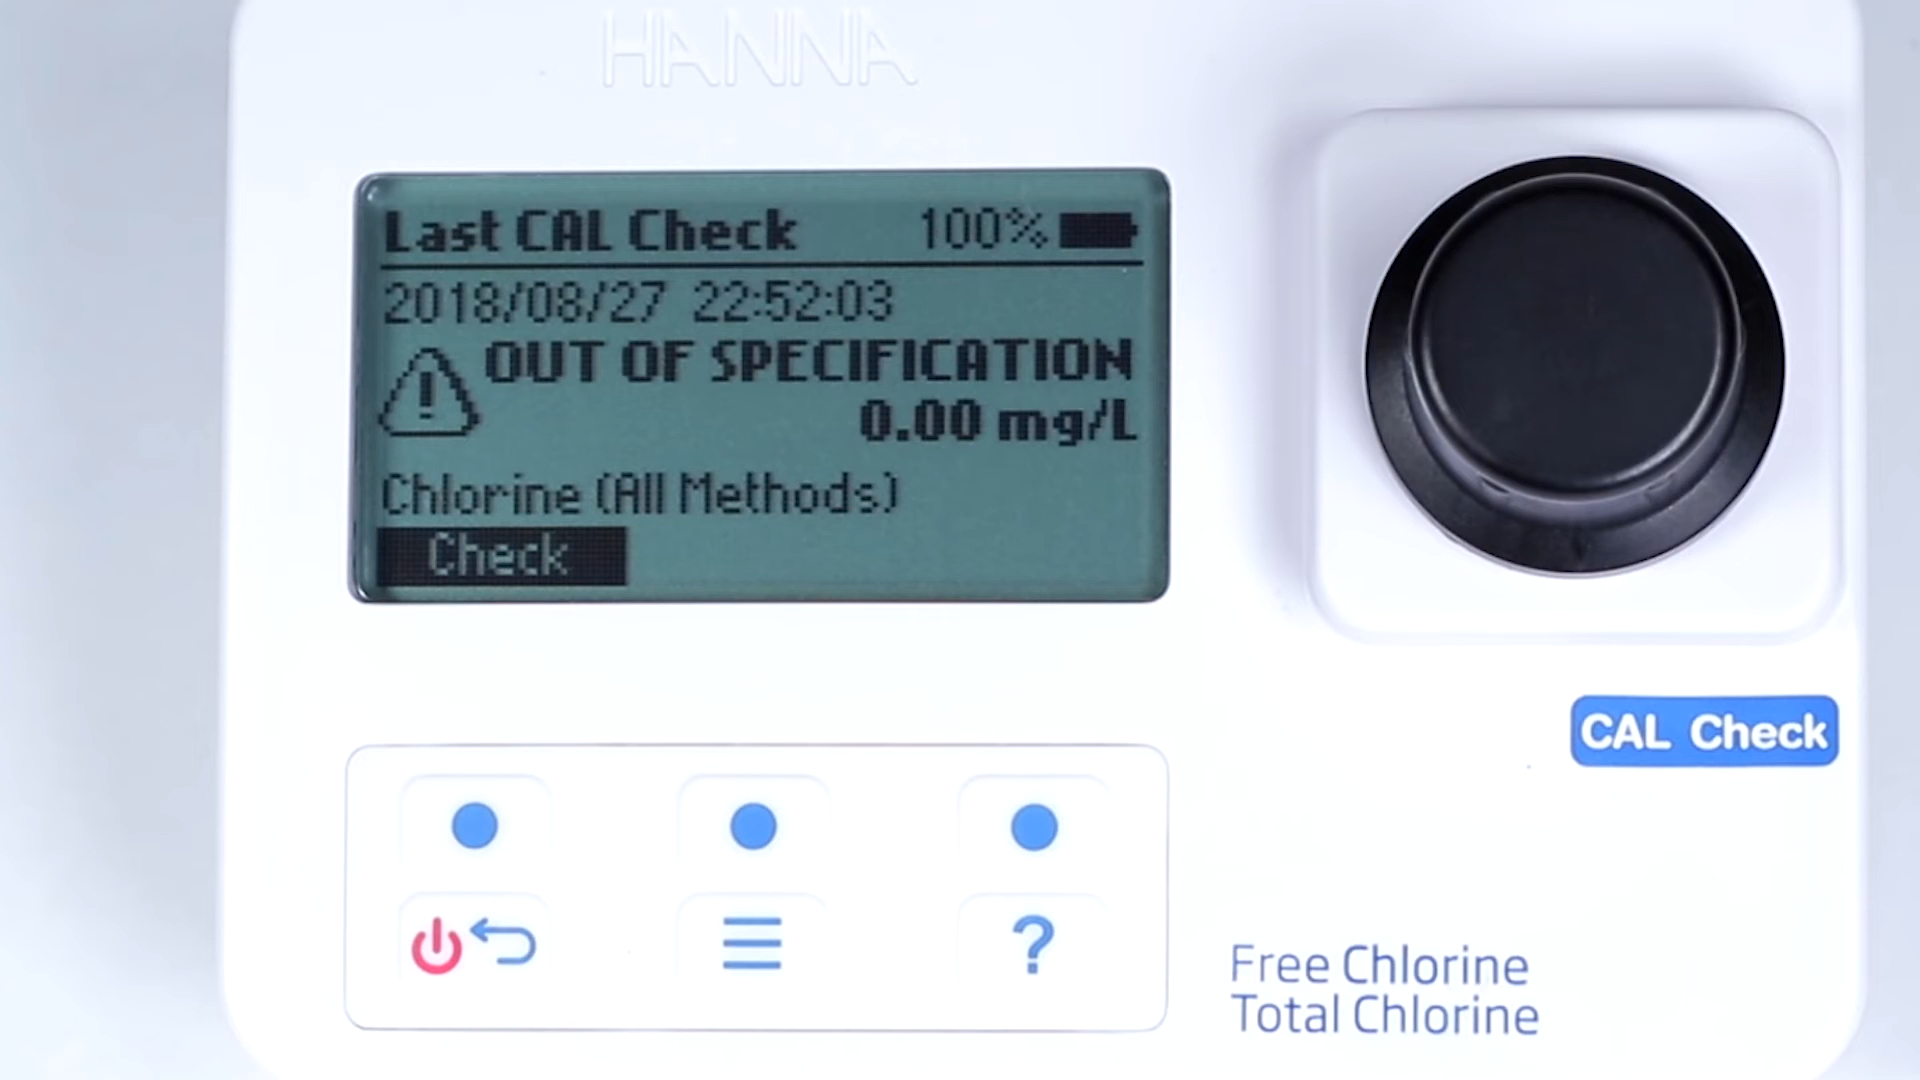 HANNA
Last CAL Check 100%
2018/08/27 22:52:03
OUT OF SPECIFICATION
0.00 mg/L
Chlorine (All Methods)
Check
CAL Check
?
Free Chlorine
Total Chlorine